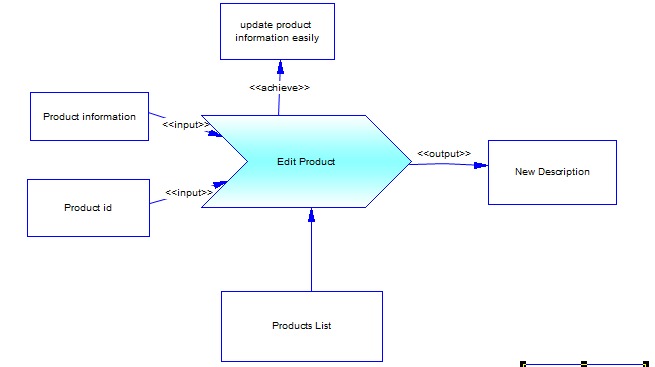 update product
information easily
<<achieve>>
Product information
<<input>>
Edit Product
<<output>>
New Description
<<input>>
Product id
Products List